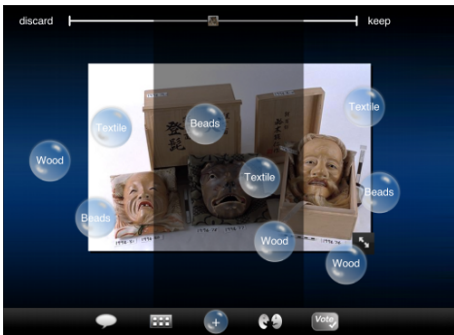 discard
keep
Textile
Textile
Beads
Wood
Textile
Beads
Beads
Wood
Wood
Vote